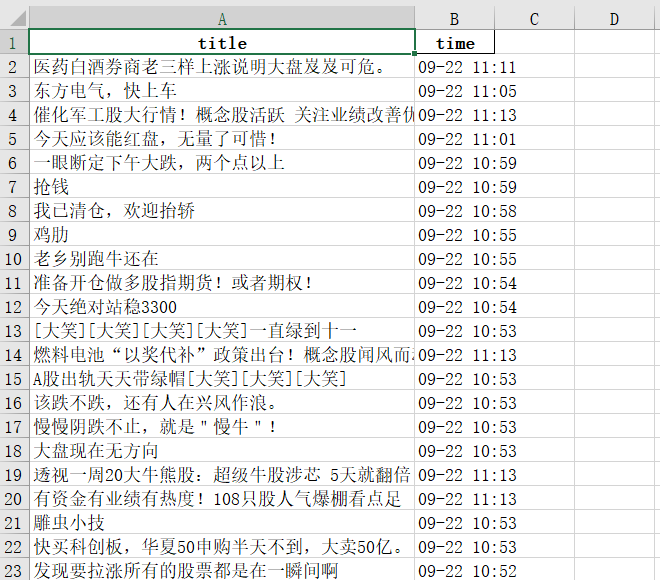 A B C D
1 title time
2 医药白酒券商老三样上涨说明大盘岌岌可危。 09-22 11:11
3 东方电气，快上车 09-22 11:05
4 催化军工股大行情！概念股活跃 关注业绩改善优 09-22 11:13
5 今天应该能红盘，无量了可惜！ 09-22 11:01
6 一眼断定下午大跌，两个点以上 09-22 10:59
7 抢钱 09-22 10:59
8 我已清仓，欢迎抬轿 09-22 10:58
9 鸡肋 09-22 10:55
10 老乡别跑牛还在 09-22 10:55
11 准备开仓做多股指期货！或者期权！ 09-22 10:54
12 今天绝对站稳3300 09-22 10:54
13 [大笑][大笑][大笑][大笑]一直绿到十一 09-22 10:53
14 燃料电池“以奖代补”政策出台！概念股闻风而 09-22 11:13
15 A股出轨天天带绿帽[大笑][大笑][大笑] 09-22 10:53
16 该跌不跌，还有人在兴风作浪。 09-22 10:53
17 慢慢阴跌不止，就是＂慢牛＂！ 09-22 10:53
18 大盘现在无方向 09-22 10:53
19 透视一周20大牛熊股：超级牛股涉芯 5天就翻倍 09-22 11:13
20 有资金有业绩有热度！108只股人气爆棚看点足 09-22 11:13
21 雕虫小技 09-22 10:53
22 快买科创板，华夏50申购半天不到，大卖50亿。 09-22 10:53
23 发现要拉涨所有的股票都是在一瞬间啊 09-22 10:52